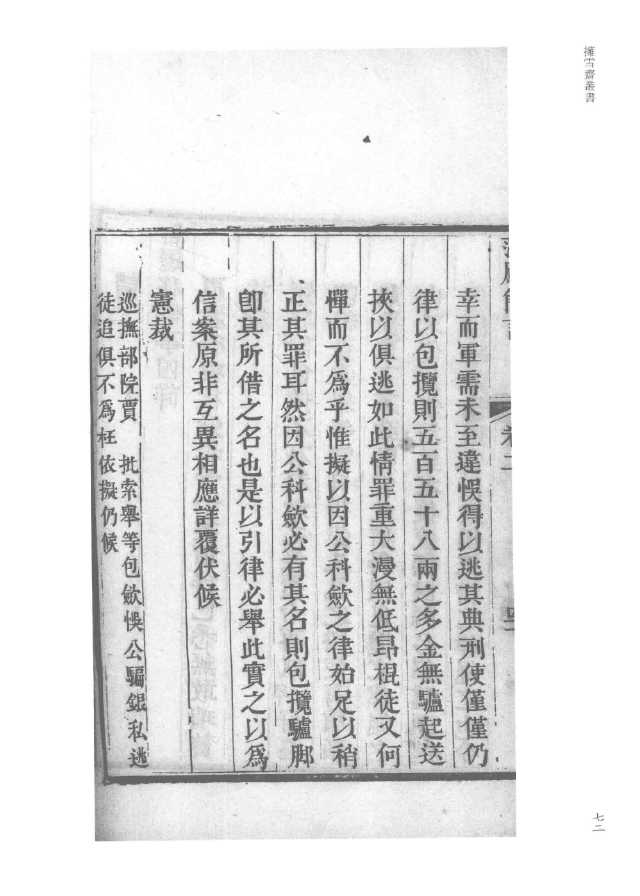 擁雪齋叢書
卷二
幸而軍需未至違悞得以逃其典刑使僅僅仍
律以包攬則五百五十八兩之多金無驢起送
挾以俱逃如此情罪重大漫無低昂棍徒又何
憚而不爲乎惟擬以因公科歛之律始足以稍
正其罪耳然因公科歛必有其名則包攬驢脚
卽其所借之名也是以引律必舉此實之以爲
信案原非互異相應詳覆伏候
憲裁
巡撫部院賈 批索舉等包歛悞公騙銀私逃
徒追俱不爲枉依擬仍候
七二